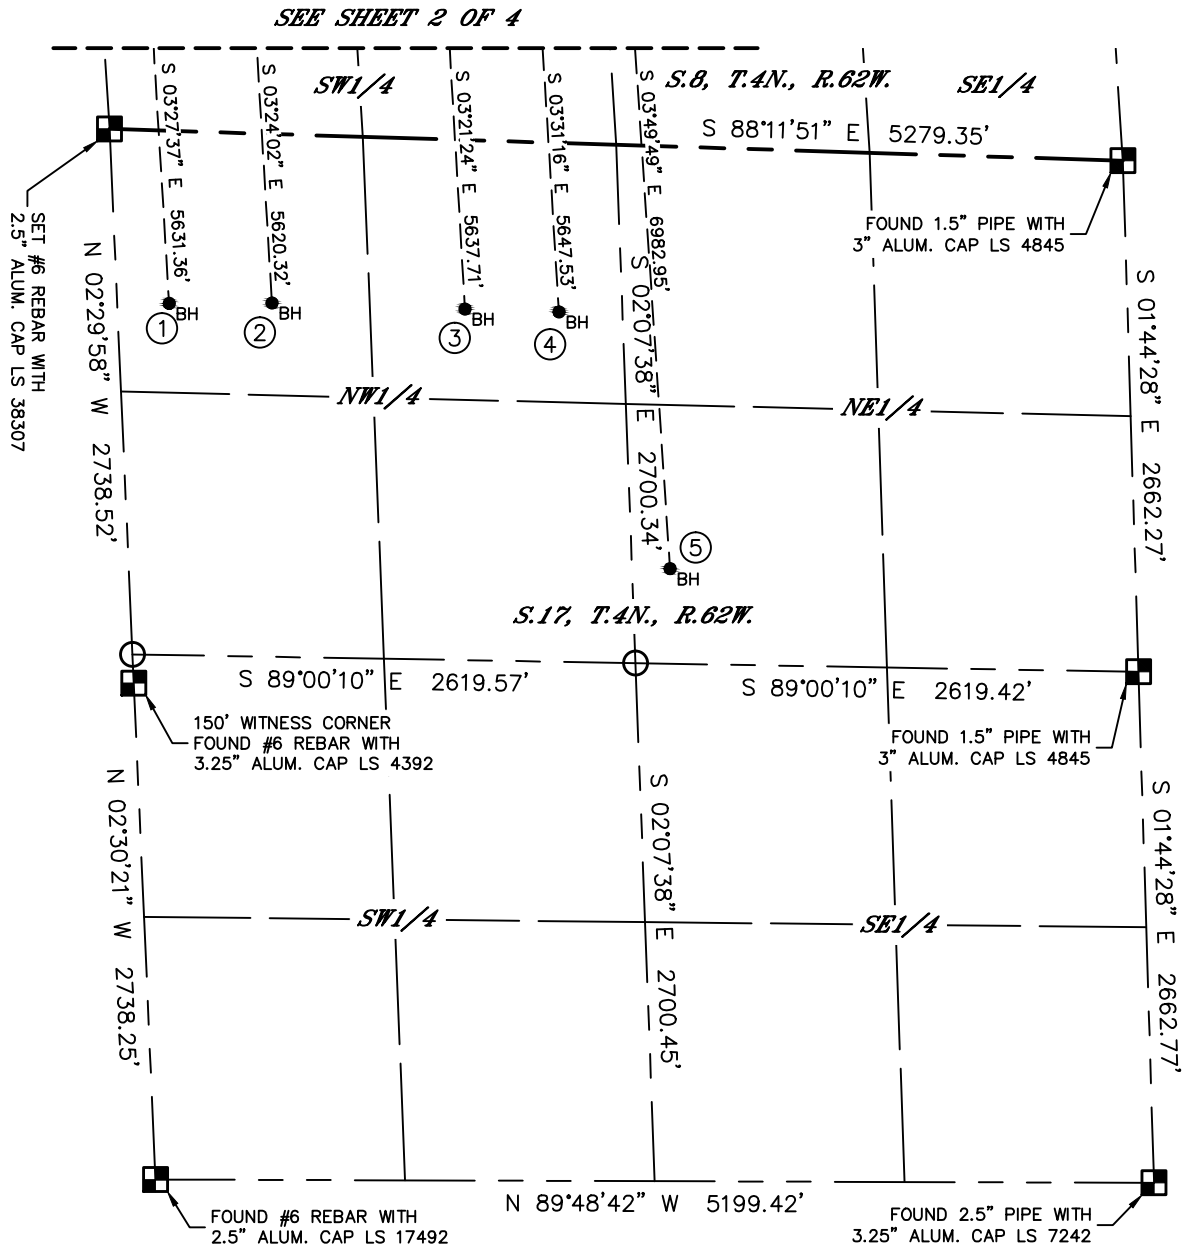 SEE SHEET 2 OF 4
SW1/4
S.8, T.4N., R.62W.
SE1/4
S 03°27'37" E 5631.36'
S 03°24'02" E 5620.32'
S 03°21'24" E 5637.71'
S 03°31'16" E 5647.53'
S 03°49'49" E 6982.95'
S 88°11'51" E 5279.35'
SET #6 REBAR WITH
2.5" ALUM. CAP LS 38307
FOUND 1.5" PIPE WITH
3" ALUM. CAP LS 4845
BH
1
BH
2
BH
3
BH
4
N 02°29'58" W 2738.52'
S 02°07'38" E 2700.34'
S 01°44'28" E 2662.27'
NW1/4
NE1/4
5
BH
S.17, T.4N., R.62W.
S 89°00'10" E 2619.57'
S 89°00'10" E 2619.42'
150' WITNESS CORNER
FOUND #6 REBAR WITH
3.25" ALUM. CAP LS 4392
FOUND 1.5" PIPE WITH
3" ALUM. CAP LS 4845
N 02°30'21" W 2738.25'
S 02°07'38" E 2700.45'
S 01°44'28" E 2662.77'
SW1/4
SE1/4
N 89°48'42" W 5199.42'
FOUND #6 REBAR WITH
2.5" ALUM. CAP LS 17492
FOUND 2.5" PIPE WITH
3.25" ALUM. CAP LS 7242